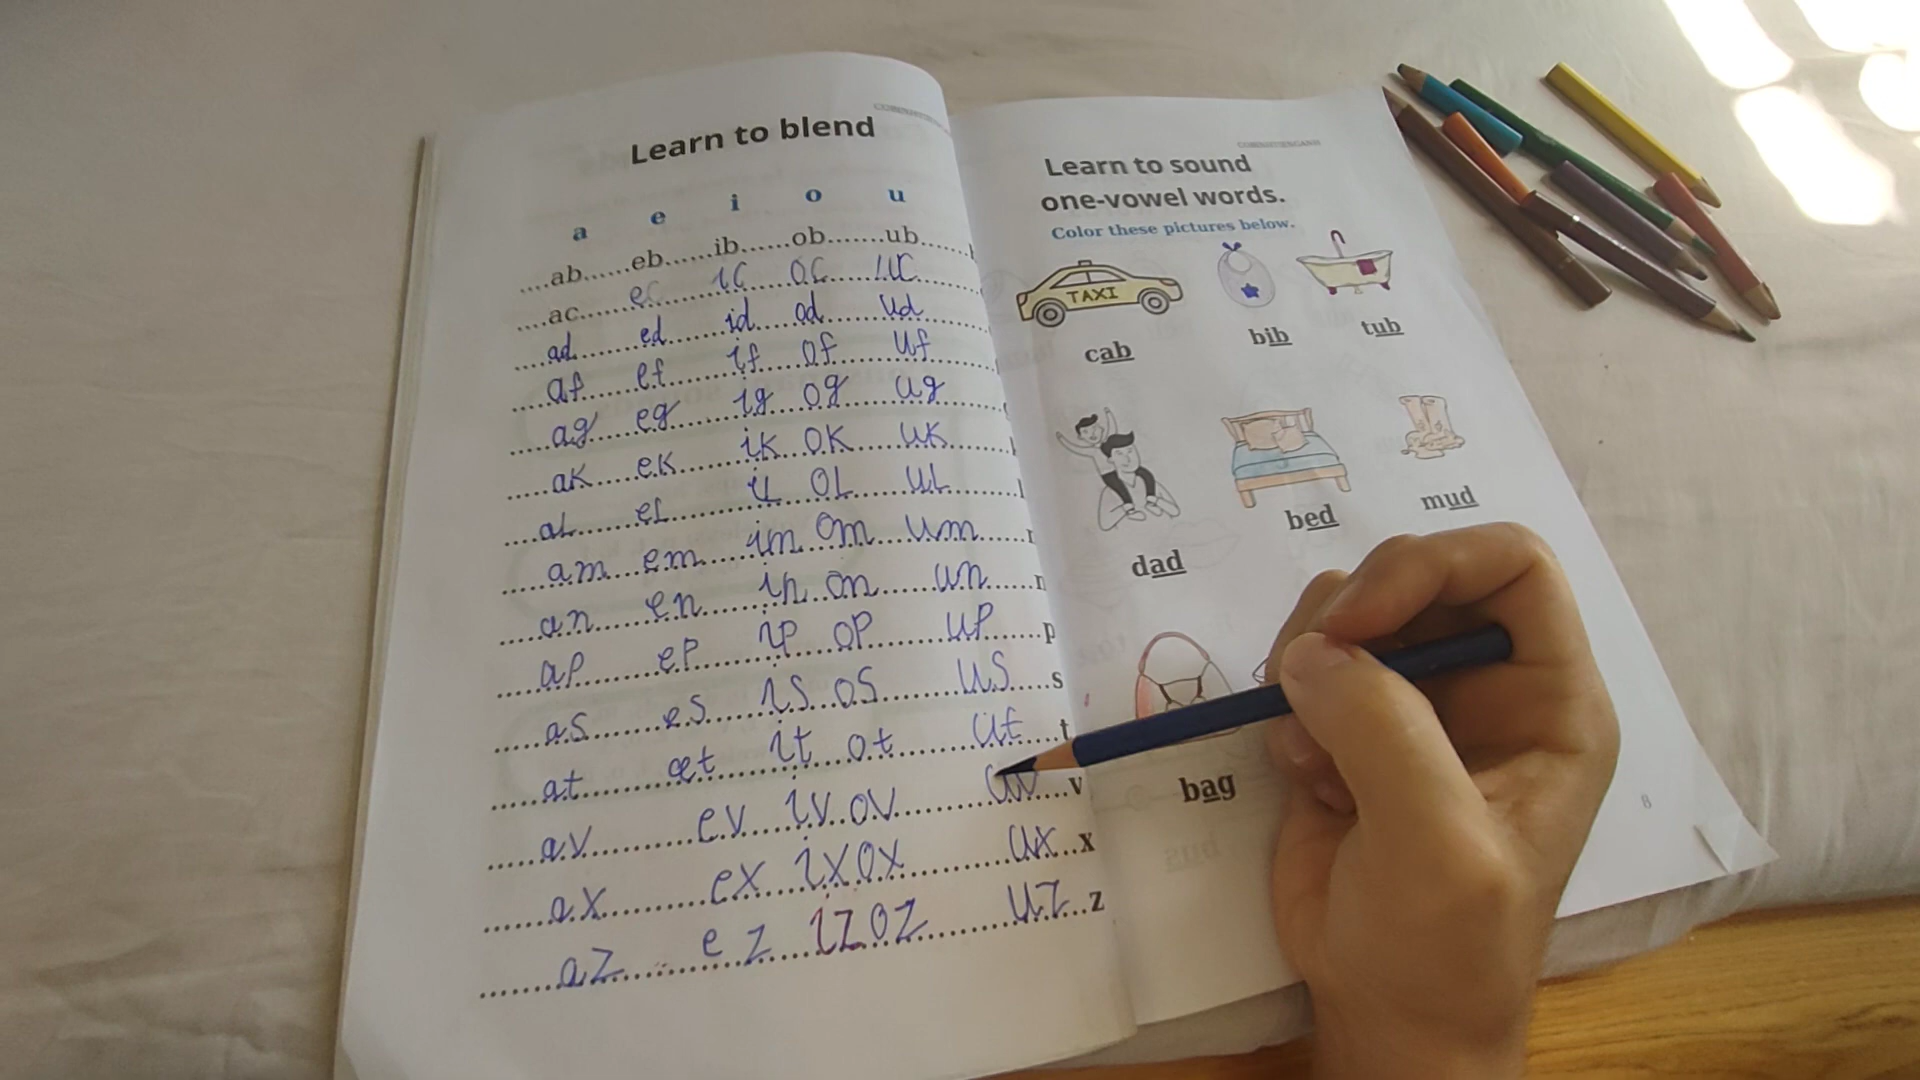 Learn to blend
a e i o u
....ab......eb......ib......ob.......ub......
....ac...... ec ic oc uc
ad ed id od ud
af ef if of uf
ag eg ig og ug
ak ek ik ok uk
aL eL iL oL uL l
am em im om um
an en in on un
ap ep ip op up p
as es is os us s
at et it ot ut t
av ev iv ov uv v
ax ex ix ox ux x
az ez iz oz uz z
Learn to sound
one-vowel words.
Color these pictures below.
TAXI
cab bib tub
dad bed mud
bag
8